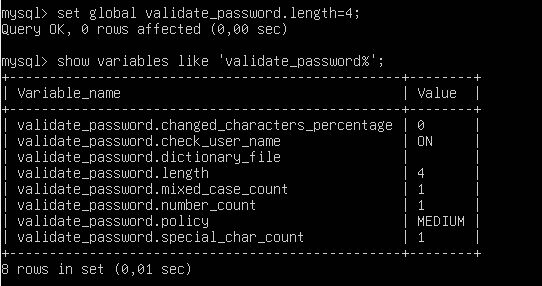 mysql> set global validate_password.length=4;
Query OK, 0 rows affected (0,00 sec)
mysql> show variables like 'validate_password%';
+--------------------------------------+--------+
| Variable_name                        | Value  |
+--------------------------------------+--------+
| validate_password.changed_characters_percentage | 0      |
| validate_password.check_user_name    | ON     |
| validate_password.dictionary_file    |        |
| validate_password.length             | 4      |
| validate_password.mixed_case_count   | 1      |
| validate_password.number_count       | 1      |
| validate_password.policy             | MEDIUM |
| validate_password.special_char_count | 1      |
+--------------------------------------+--------+
8 rows in set (0,01 sec)